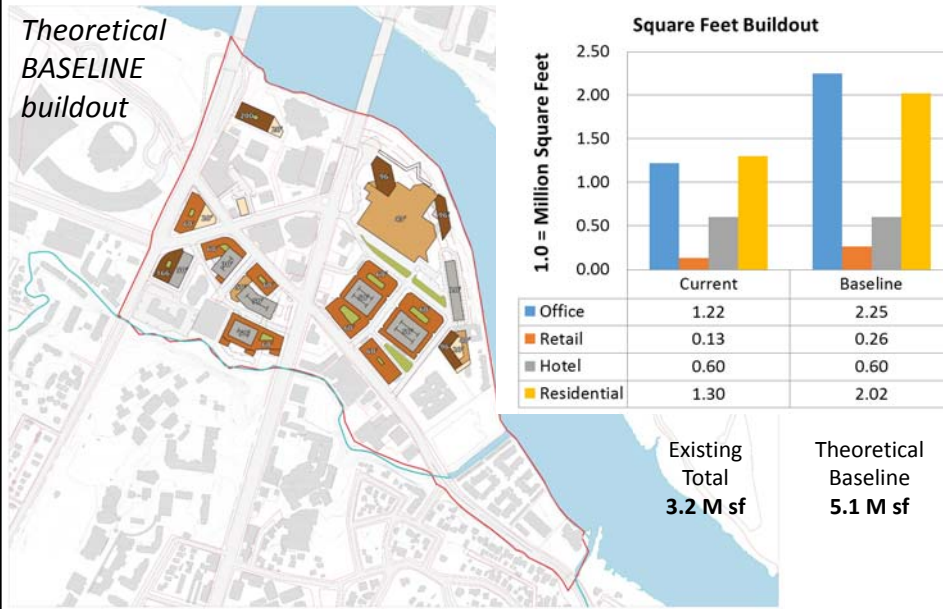 Theoretical
BASELINE
buildout
Square Feet Buildout
1.0 = Million Square Feet
2.50
2.00
1.50
1.00
0.50
0.00
Current Baseline
Office 1.22 2.25
Retail 0.13 0.26
Hotel 0.60 0.60
Residential 1.30 2.02
Existing
Total
3.2 M sf
Theoretical
Baseline
5.1 M sf